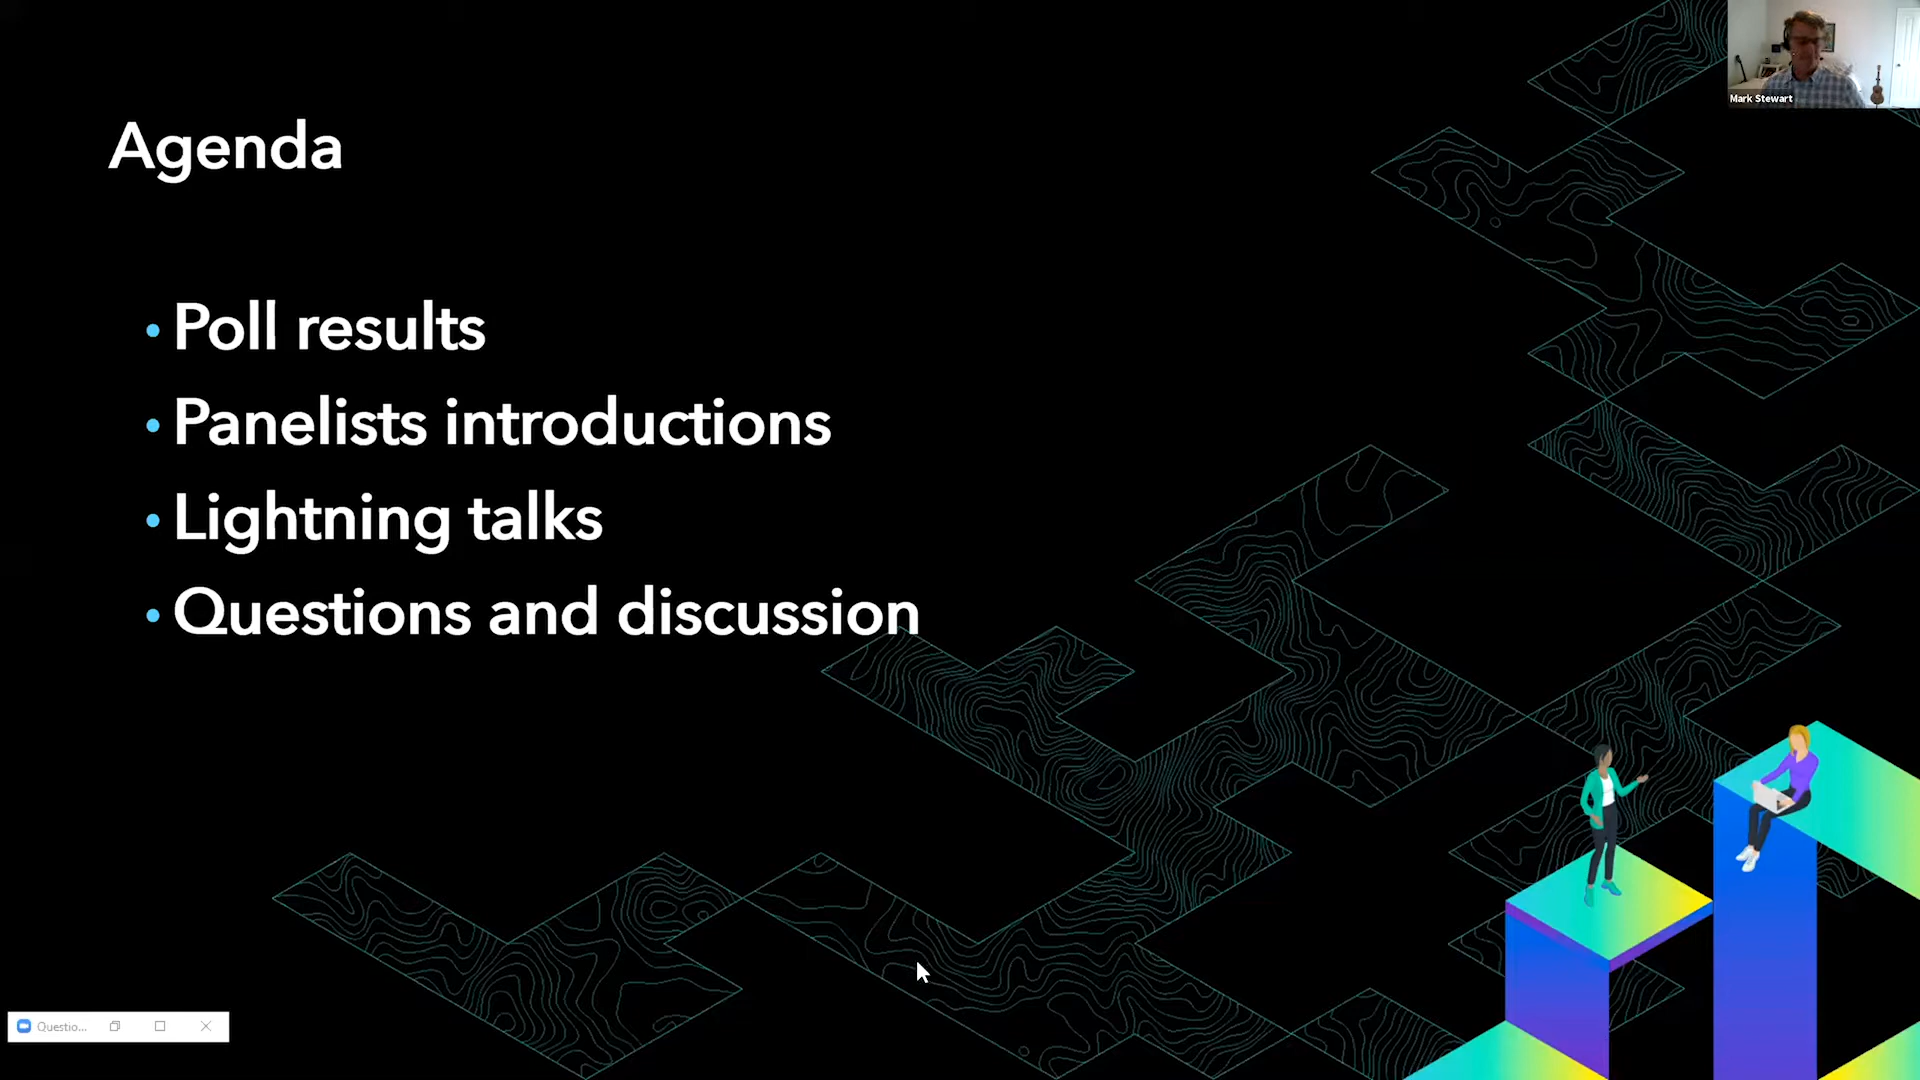 Mark Stewart
Agenda
• Poll results
• Panelists introductions
• Lightning talks
• Questions and discussion
Questio...